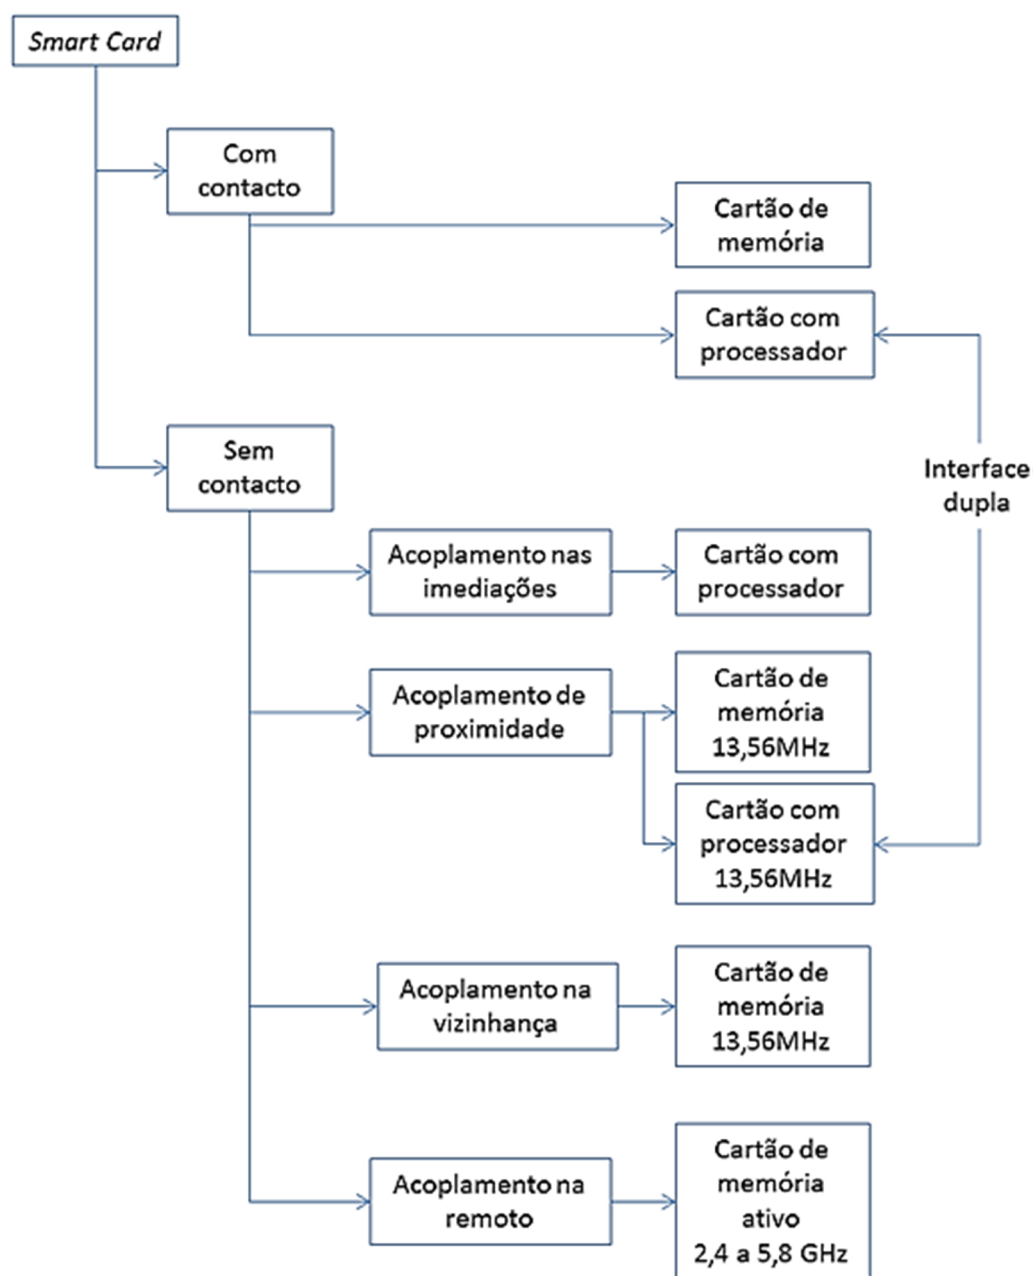 Smart Card
Com
contacto
Cartão de
memória
Cartão com
processador
Interface
dupla
Sem
contacto
Acoplamento nas
imediações
Cartão com
processador
Acoplamento de
proximidade
Cartão de
memória
13,56MHz
Cartão com
processador
13,56MHz
Acoplamento na
vizinhança
Cartão de
memória
13,56MHz
Acoplamento na
remoto
Cartão de
memória
ativo
2,4 a 5,8 GHz